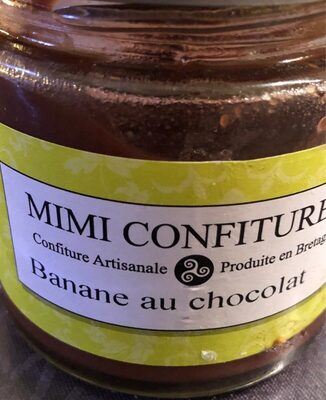 MIMI CONFITURE
Confiture Artisanale Produite en Bretag
Banane au chocolat